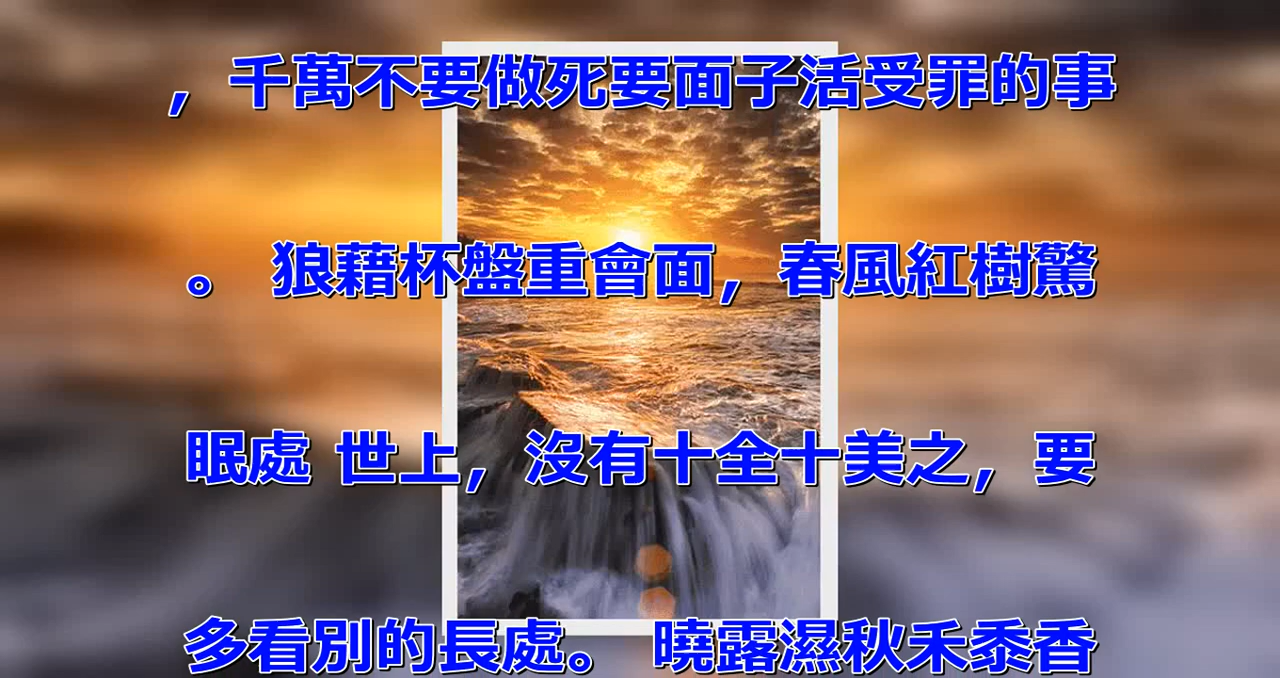 ，千萬不要做死要面子活受罪的事
。 狼藉杯盤重會面，春風紅樹驚
眠處 世上，沒有十全十美之，要
多看別的長處。 曉露濕秋禾黍香